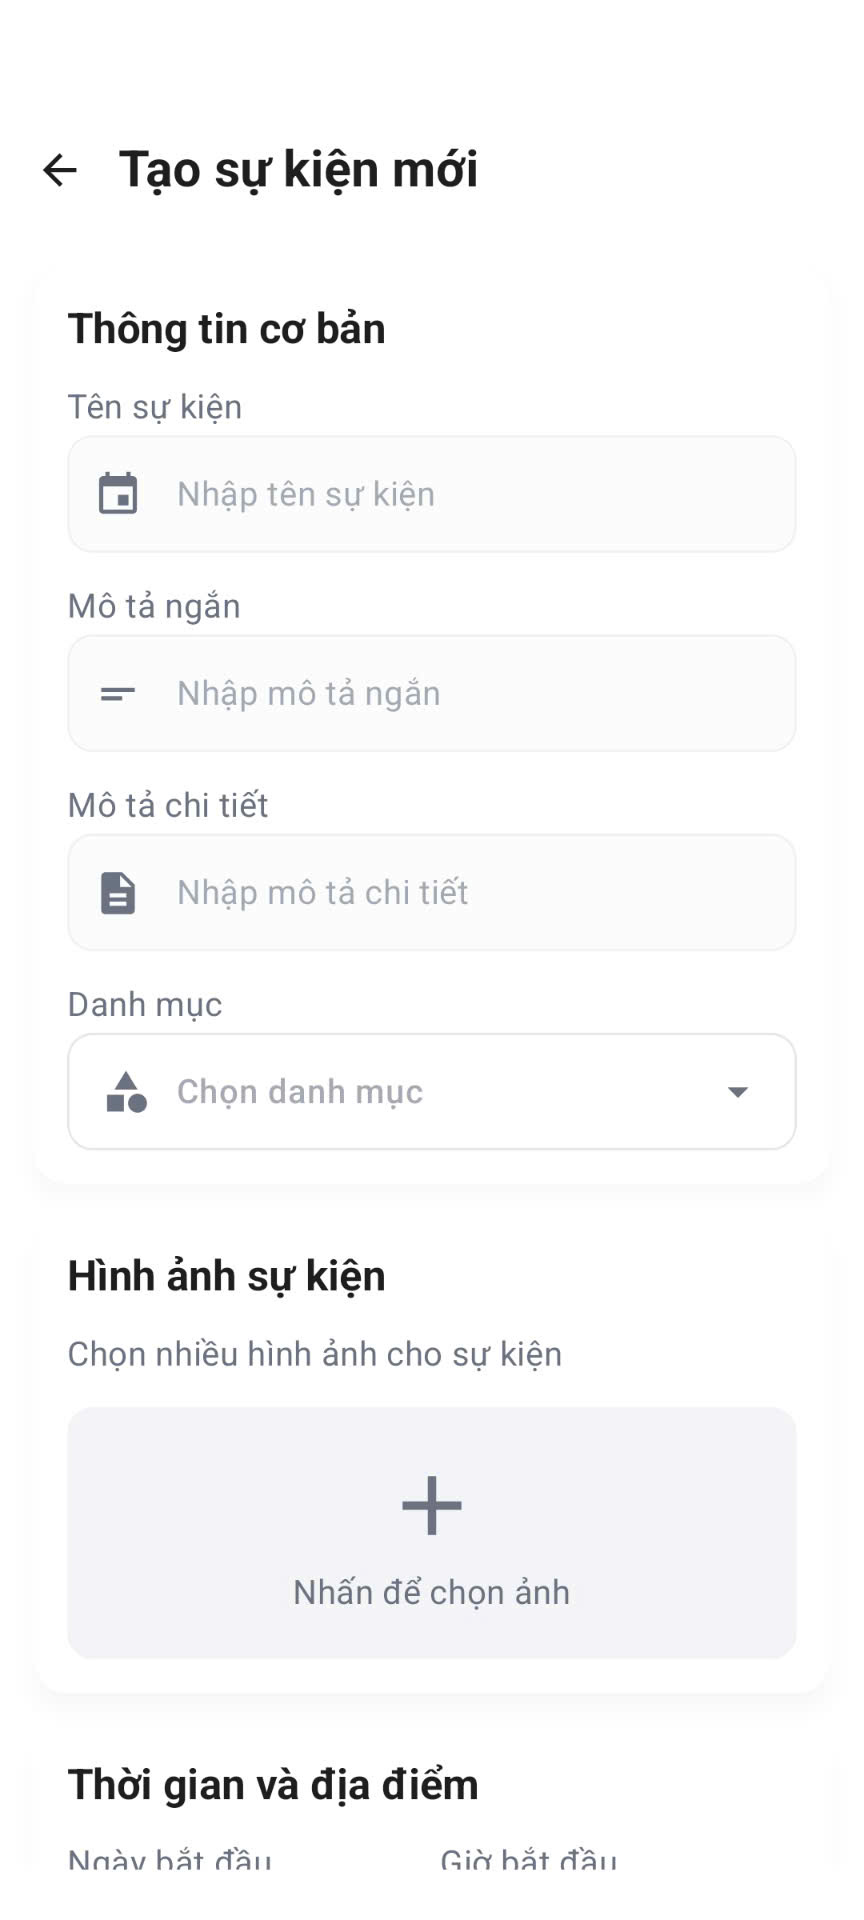 Tạo sự kiện mới
Thông tin cơ bản
Tên sự kiện
Nhập tên sự kiện
Mô tả ngắn
Nhập mô tả ngắn
Mô tả chi tiết
Nhập mô tả chi tiết
Danh mục
Chọn danh mục
Hình ảnh sự kiện
Chọn nhiều hình ảnh cho sự kiện
Nhấn để chọn ảnh
Thời gian và địa điểm
Ngày bắt đầu Giờ bắt đầu